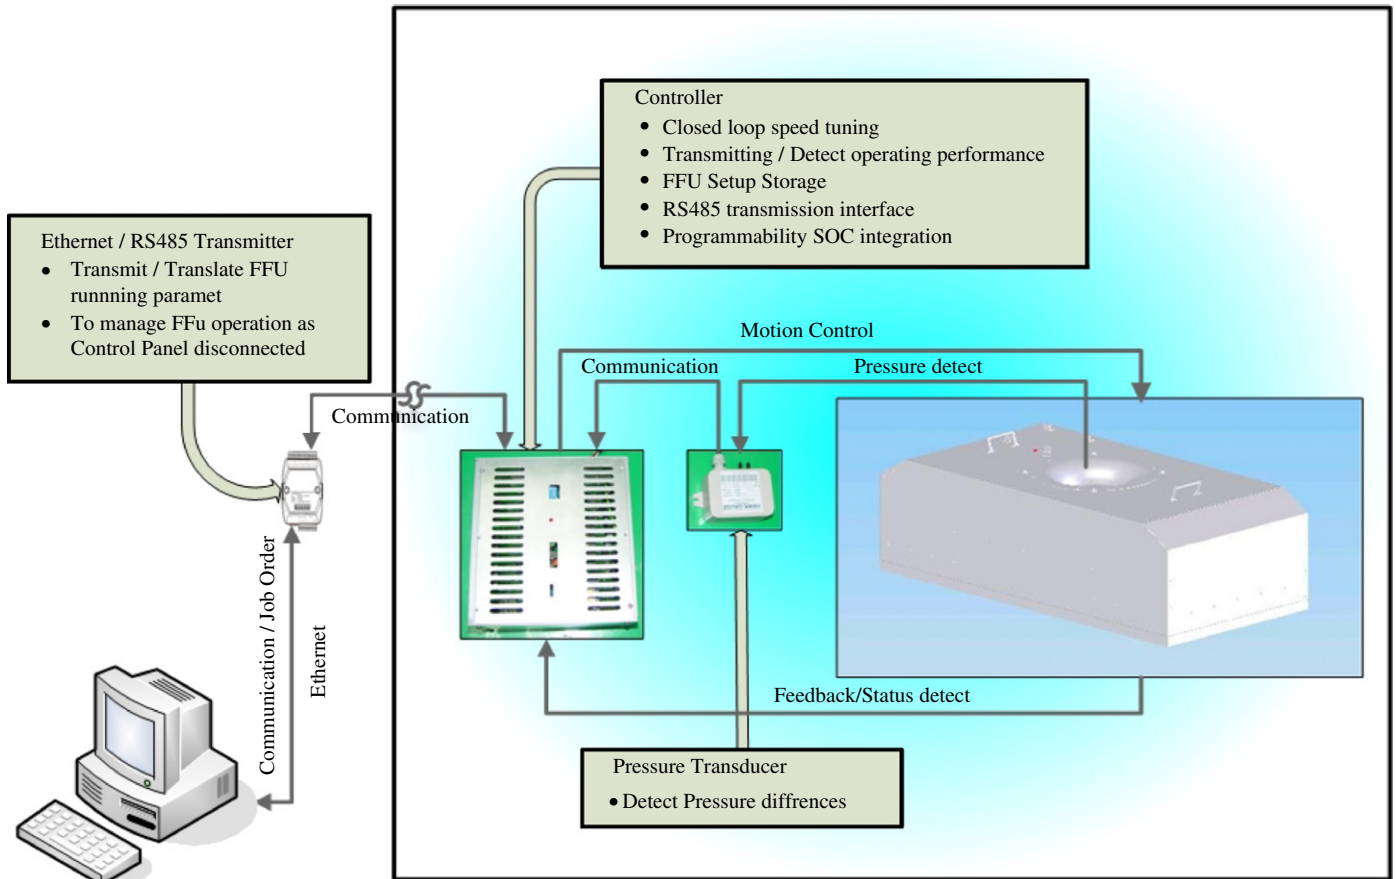 Controller
• Closed loop speed tuning
• Transmitting / Detect operating performance
• FFU Setup Storage
• RS485 transmission interface
• Programmability SOC integration
Ethernet / RS485 Transmitter
• Transmit / Translate FFU
runnning paramet
• To manage FFu operation as
Control Panel disconnected
Motion Control
Communication
Pressure detect
Communication
Communication / Job Order
Ethernet
Feedback/Status detect
Pressure Transducer
• Detect Pressure diffrences